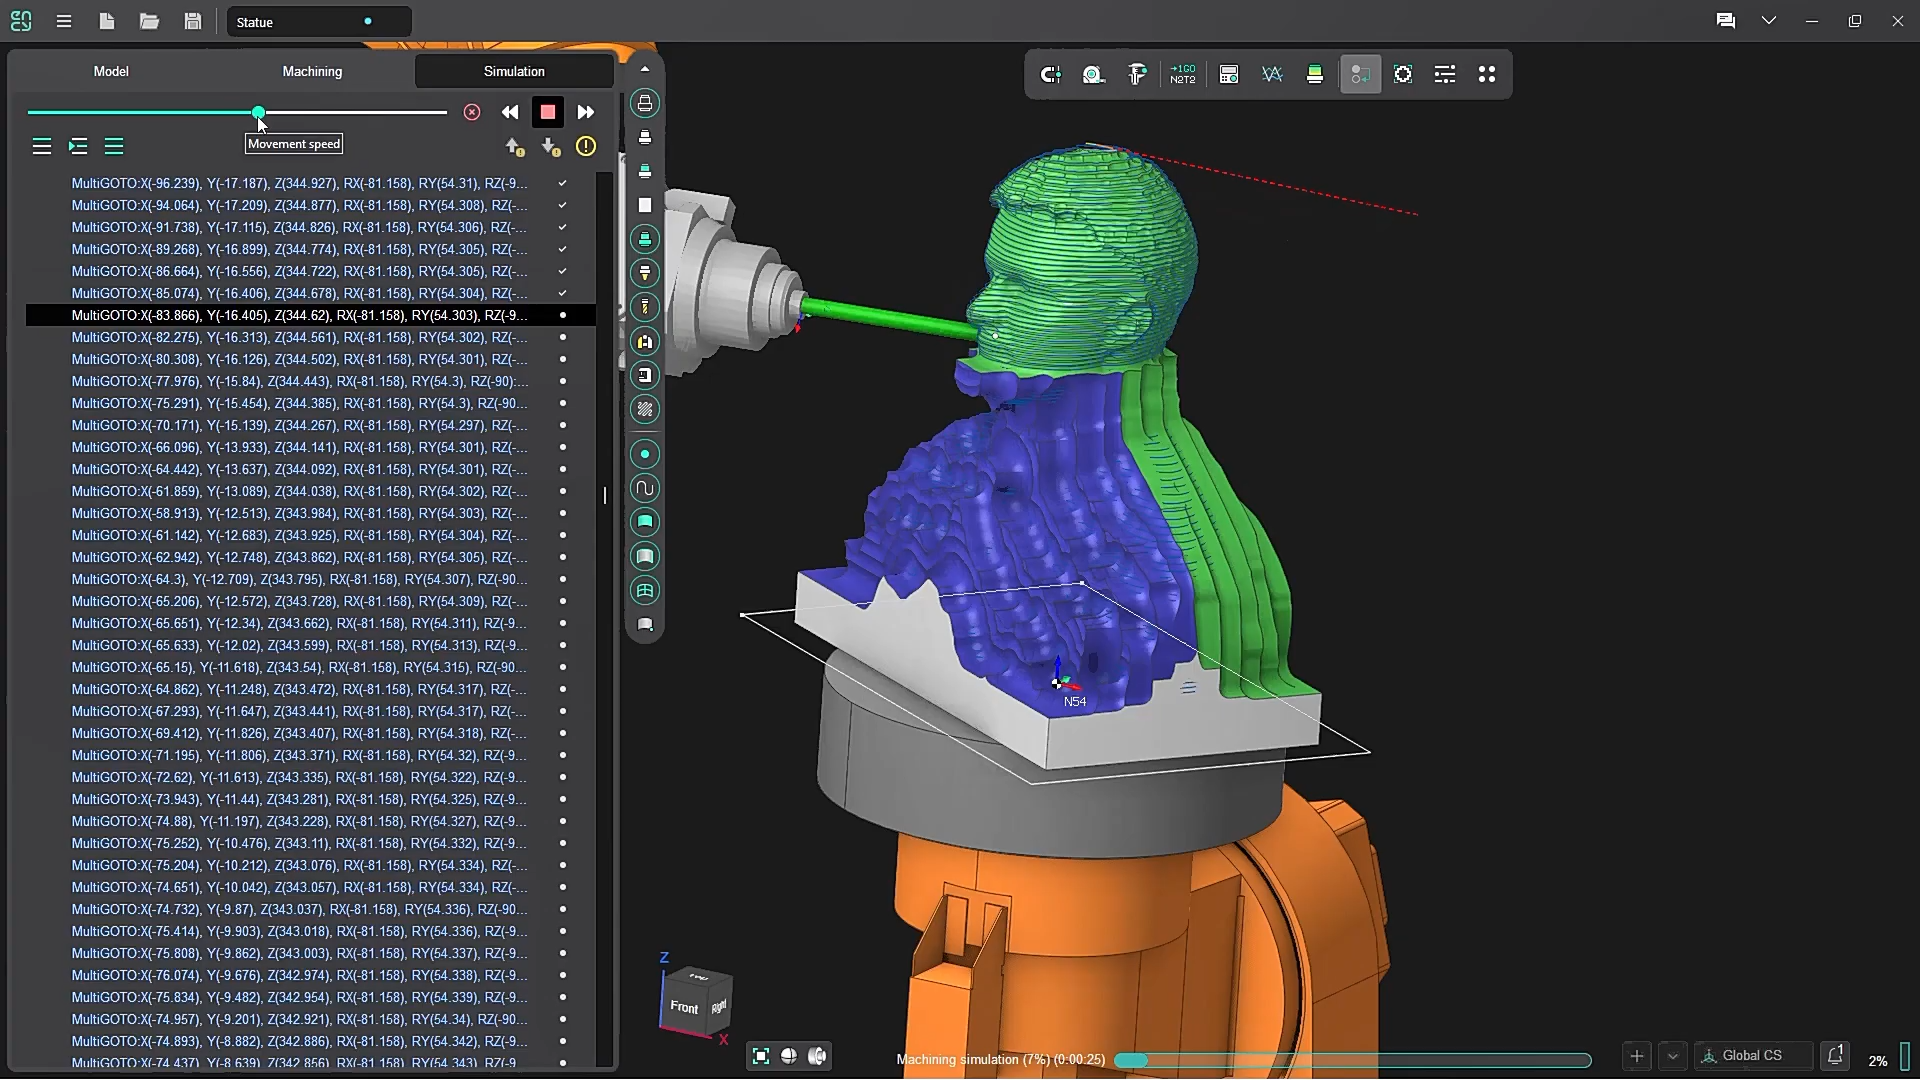 Statue
Model
Machining
Simulation
Movement speed
→1GO
N2T2
MultiGOTO:X(-96.239), Y(-17.187), Z(344.927), RX(-81.158), RY(54.31), RZ(-9...
MultiGOTO:X(-94.064), Y(-17.209), Z(344.877), RX(-81.158), RY(54.308), RZ(-...
MultiGOTO:X(-91.738), Y(-17.115), Z(344.826), RX(-81.158), RY(54.306), RZ(-...
MultiGOTO:X(-89.268), Y(-16.899), Z(344.774), RX(-81.158), RY(54.305), RZ(-...
MultiGOTO:X(-86.664), Y(-16.556), Z(344.722), RX(-81.158), RY(54.305), RZ(-...
MultiGOTO:X(-85.074), Y(-16.406), Z(344.678), RX(-81.158), RY(54.304), RZ(-...
MultiGOTO:X(-83.866), Y(-16.405), Z(344.62), RX(-81.158), RY(54.303), RZ(-9...
MultiGOTO:X(-82.275), Y(-16.313), Z(344.561), RX(-81.158), RY(54.302), RZ(-...
MultiGOTO:X(-80.308), Y(-16.126), Z(344.502), RX(-81.158), RY(54.301), RZ(-...
MultiGOTO:X(-77.976), Y(-15.84), Z(344.443), RX(-81.158), RY(54.3), RZ(-90):...
MultiGOTO:X(-75.291), Y(-15.454), Z(344.385), RX(-81.158), RY(54.3), RZ(-90...
MultiGOTO:X(-70.171), Y(-15.139), Z(344.267), RX(-81.158), RY(54.297), RZ(-...
MultiGOTO:X(-66.096), Y(-13.933), Z(344.141), RX(-81.158), RY(54.301), RZ(-...
MultiGOTO:X(-64.442), Y(-13.637), Z(344.092), RX(-81.158), RY(54.301), RZ(-...
MultiGOTO:X(-61.859), Y(-13.089), Z(344.038), RX(-81.158), RY(54.302), RZ(-...
MultiGOTO:X(-58.913), Y(-12.513), Z(343.984), RX(-81.158), RY(54.303), RZ(-...
MultiGOTO:X(-61.142), Y(-12.683), Z(343.925), RX(-81.158), RY(54.304), RZ(-...
MultiGOTO:X(-62.942), Y(-12.748), Z(343.862), RX(-81.158), RY(54.305), RZ(-...
MultiGOTO:X(-64.3), Y(-12.709), Z(343.795), RX(-81.158), RY(54.307), RZ(-90...
MultiGOTO:X(-65.206), Y(-12.572), Z(343.728), RX(-81.158), RY(54.309), RZ(-...
MultiGOTO:X(-65.651), Y(-12.34), Z(343.662), RX(-81.158), RY(54.311), RZ(-9...
MultiGOTO:X(-65.633), Y(-12.02), Z(343.599), RX(-81.158), RY(54.313), RZ(-9...
MultiGOTO:X(-65.15), Y(-11.618), Z(343.54), RX(-81.158), RY(54.315), RZ(-90...
MultiGOTO:X(-64.862), Y(-11.248), Z(343.472), RX(-81.158), RY(54.317), RZ(-...
MultiGOTO:X(-67.293), Y(-11.647), Z(343.441), RX(-81.158), RY(54.317), RZ(-...
MultiGOTO:X(-69.412), Y(-11.826), Z(343.407), RX(-81.158), RY(54.318), RZ(-...
MultiGOTO:X(-71.195), Y(-11.806), Z(343.371), RX(-81.158), RY(54.32), RZ(-9...
MultiGOTO:X(-72.62), Y(-11.613), Z(343.335), RX(-81.158), RY(54.322), RZ(-9...
MultiGOTO:X(-73.943), Y(-11.44), Z(343.281), RX(-81.158), RY(54.325), RZ(-9...
MultiGOTO:X(-74.88), Y(-11.197), Z(343.228), RX(-81.158), RY(54.327), RZ(-9...
MultiGOTO:X(-75.252), Y(-10.476), Z(343.11), RX(-81.158), RY(54.332), RZ(-9...
MultiGOTO:X(-75.204), Y(-10.212), Z(343.076), RX(-81.158), RY(54.334), RZ(-...
MultiGOTO:X(-74.651), Y(-10.042), Z(343.057), RX(-81.158), RY(54.334), RZ(-...
MultiGOTO:X(-74.732), Y(-9.87), Z(343.037), RX(-81.158), RY(54.336), RZ(-90...
MultiGOTO:X(-75.414), Y(-9.903), Z(343.018), RX(-81.158), RY(54.336), RZ(-9...
MultiGOTO:X(-75.808), Y(-9.862), Z(343.003), RX(-81.158), RY(54.337), RZ(-9...
MultiGOTO:X(-76.074), Y(-9.676), Z(342.974), RX(-81.158), RY(54.338), RZ(-9...
MultiGOTO:X(-75.834), Y(-9.482), Z(342.954), RX(-81.158), RY(54.339), RZ(-9...
MultiGOTO:X(-74.957), Y(-9.201), Z(342.921), RX(-81.158), RY(54.34), RZ(-90...
MultiGOTO:X(-74.893), Y(-8.882), Z(342.886), RX(-81.158), RY(54.342), RZ(-9...
MultiGOTO:X(-74.437), Y(-8.639), Z(342.856), RX(-81.158), RY(54.343), RZ(-9
N54
Z
Front
Right
X
Machining simulation (7%) (0:00:25)
Global CS
1
2%